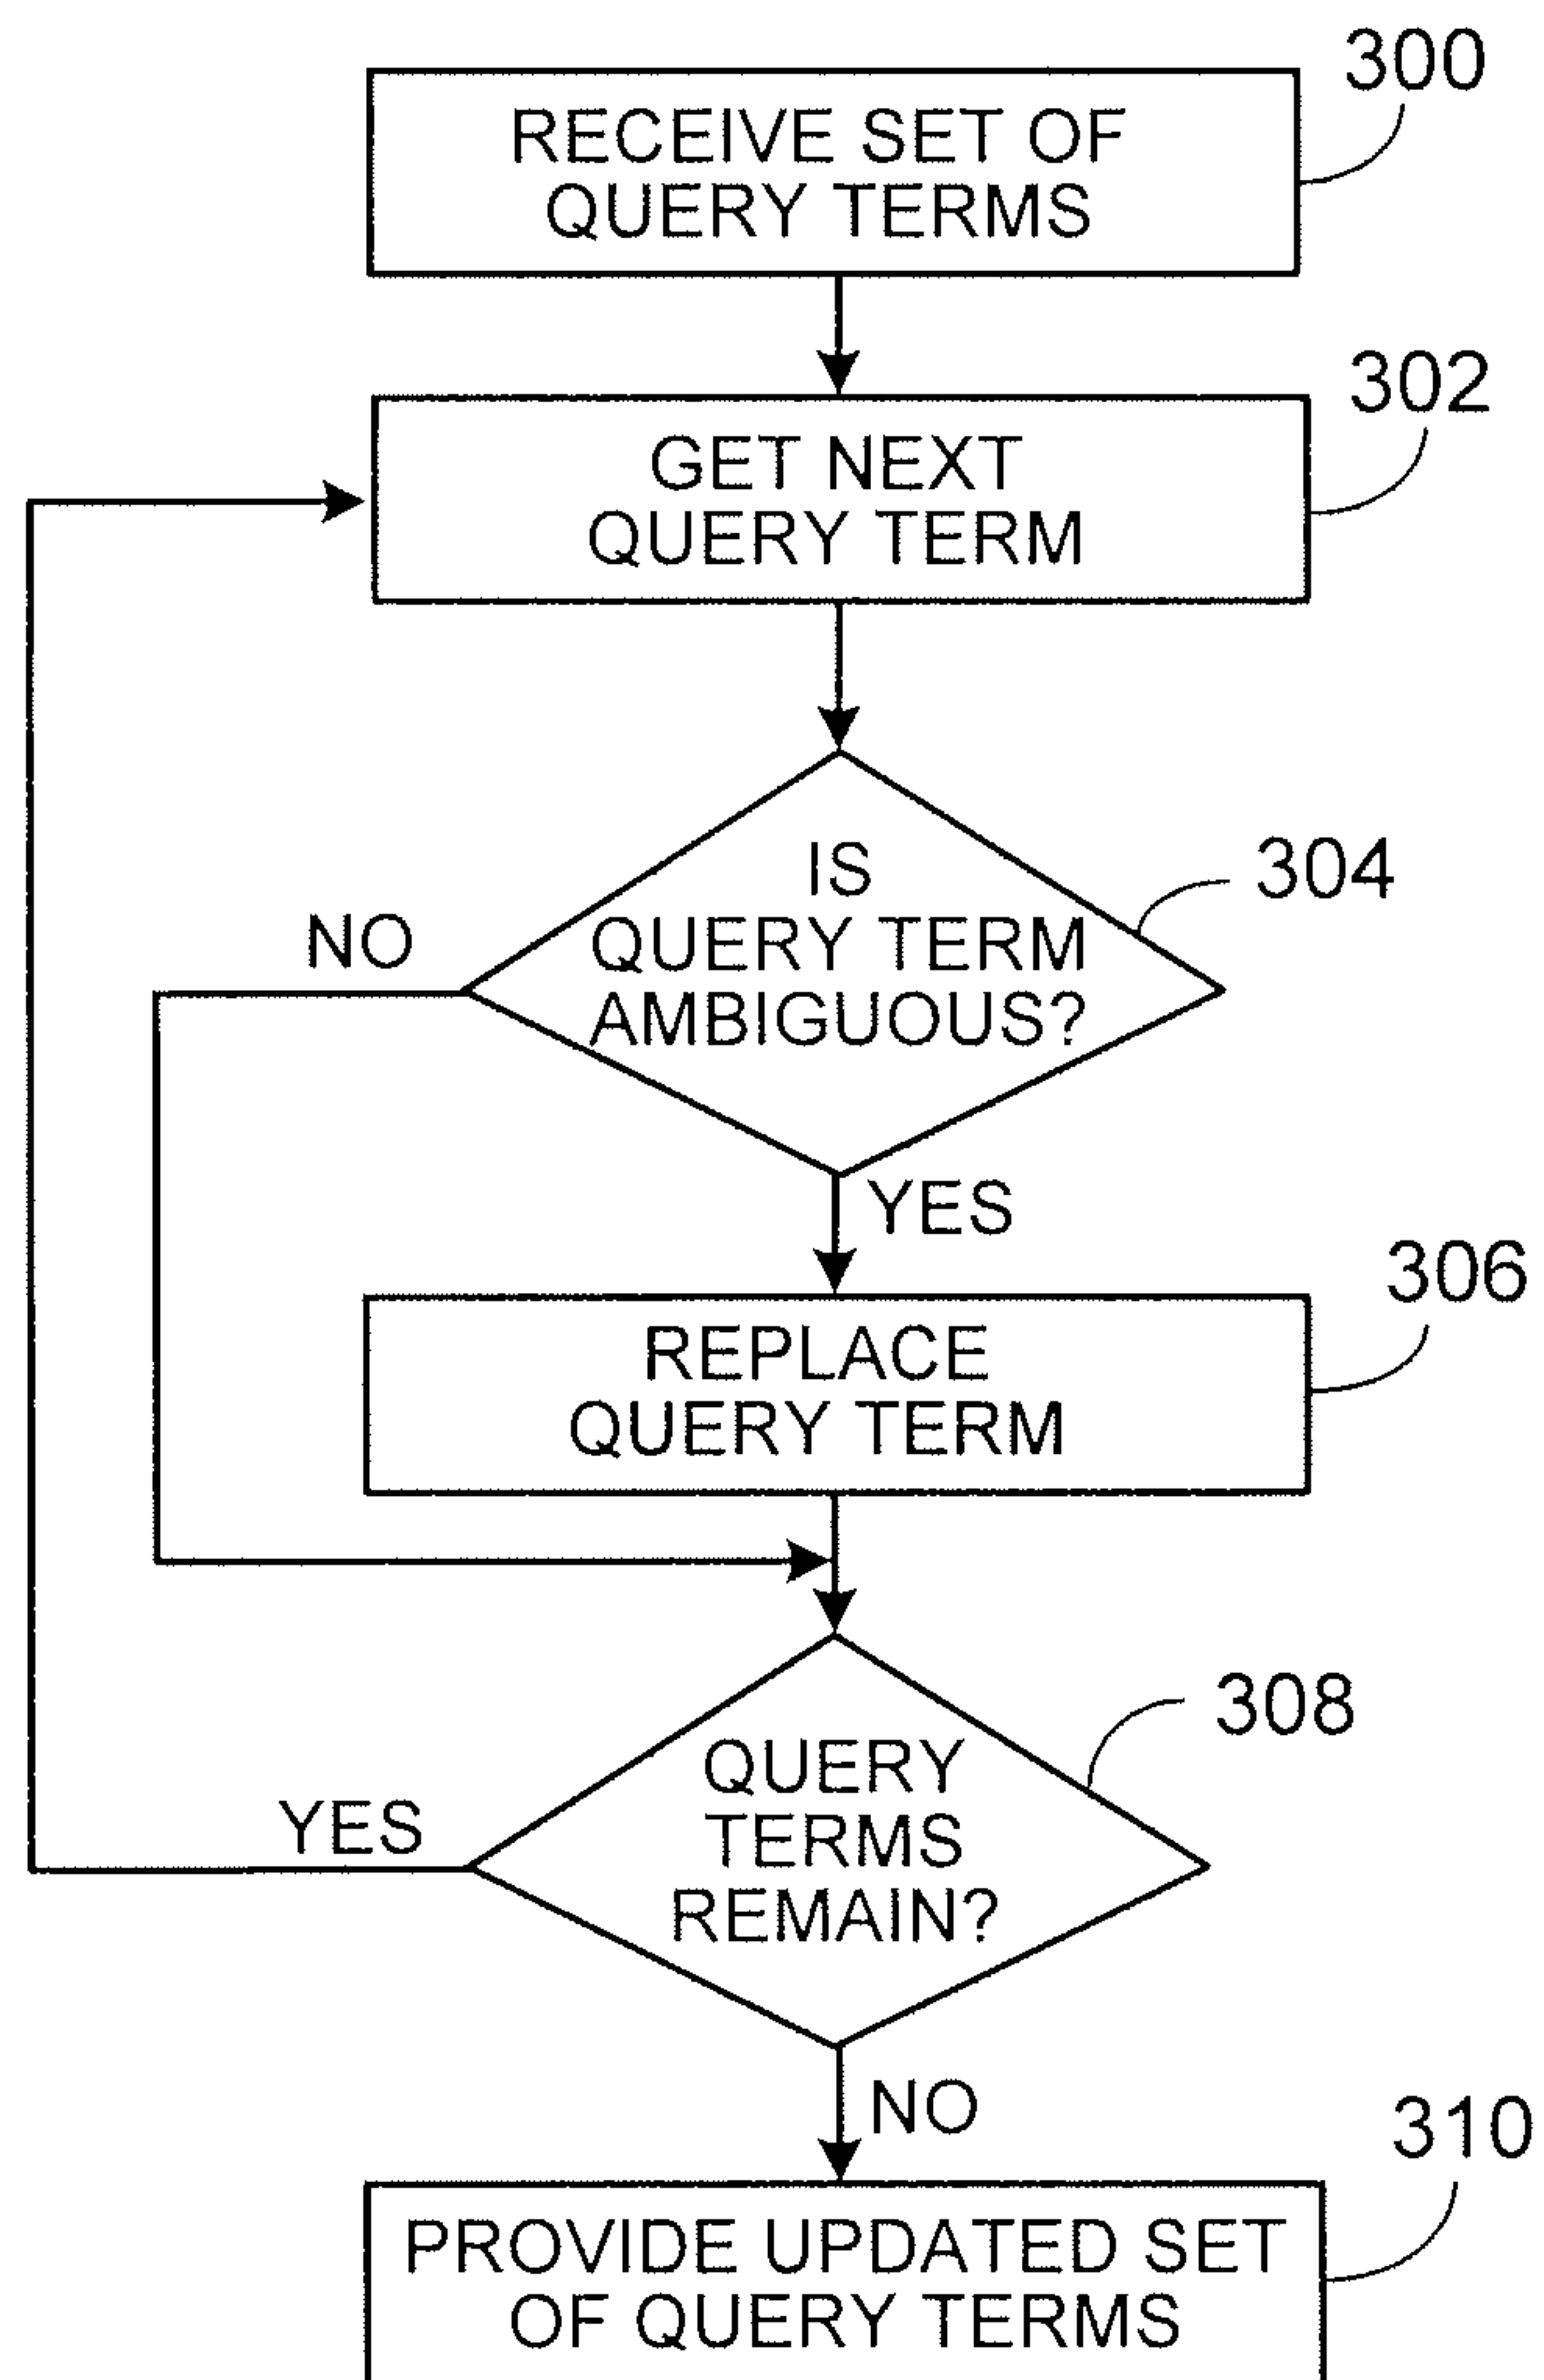 300
RECEIVE SET OF
QUERY TERMS
302
GET NEXT
QUERY TERM
304
IS
QUERY TERM
AMBIGUOUS?
NO
YES
306
REPLACE
QUERY TERM
308
QUERY
TERMS
REMAIN?
YES
NO
310
PROVIDE UPDATED SET
OF QUERY TERMS